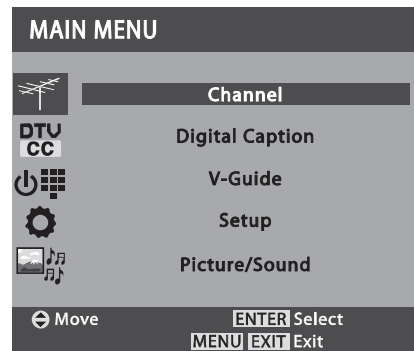 MAIN MENU
Channel
DTV
CC
Digital Caption
V-Guide
Setup
Picture/Sound
Move
ENTER Select
MENU EXIT Exit